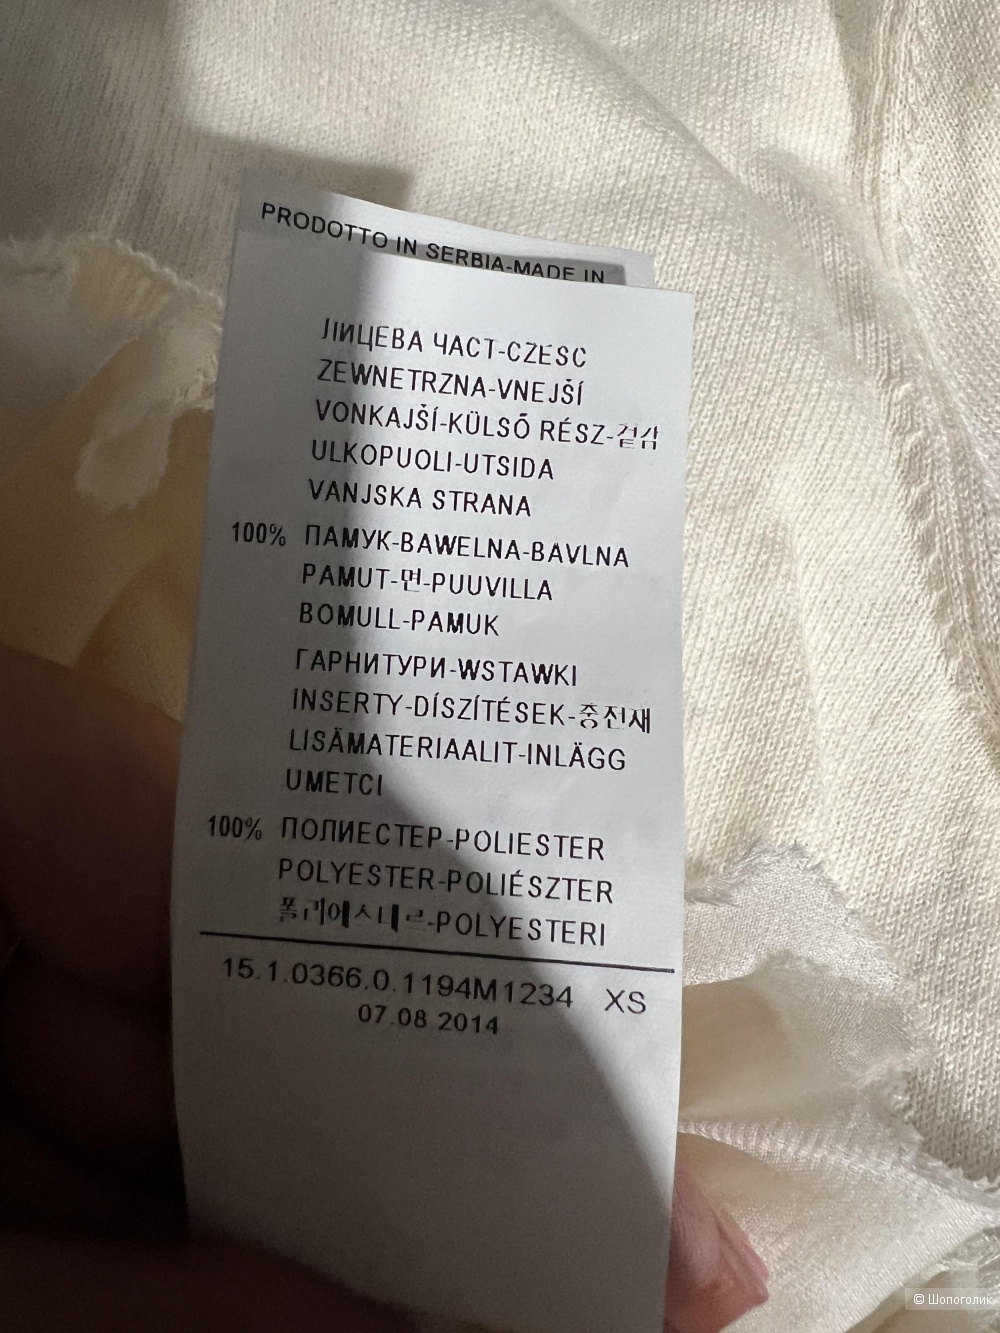 PRODOTTO IN SERBIA-MADE IN
ЛИЦЕВА ЧАСТ-CZESC
ZEWNETRZNA-VNEJŠÍ
VONKAJŠÍ-KÜLSŐ RÉSZ-겉감
ULKOPUOLI-UTSIDA
VANJSKA STRANA
100% ПАМУК-BAWELNA-BAVLNA
PAMUT-면-PUUVILLA
BOMULL-PAMUK
ГАРНИТУРИ-WSTAWKI
INSERTY-DÍSZÍTÉSEK-충진재
LISÄMATERIAALIT-INLÄGG
UMETCI
100% ПОЛИЕСТЕР-POLIESTER
POLYESTER-POLIÉSZTER
폴리에스테르-POLYESTERI
15.1.0366.0.1194M1234 XS
07.08 2014
© Шопоголик